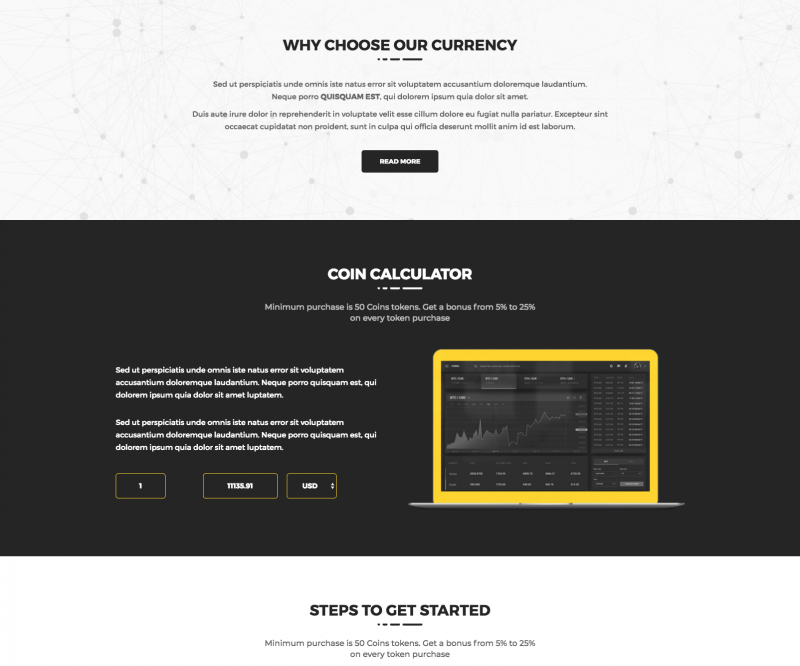 WHY CHOOSE OUR CURRENCY
Sed ut perspiciatis unde omnis iste natus error sit voluptatem accusantium doloremque laudantium.
Neque porro QUISQUAM EST, qui dolorem ipsum quia dolor sit amet.
Duis aute irure dolor in reprehenderit in voluptate velit esse cillum dolore eu fugiat nulla pariatur. Excepteur sint
occaecat cupidatat non proident, sunt in culpa qui officia deserunt mollit anim id est laborum.
READ MORE
COIN CALCULATOR
Minimum purchase is 50 Coins tokens. Get a bonus from 5% to 25%
on every token purchase
Sed ut perspiciatis unde omnis iste natus error sit voluptatem
accusantium doloremque laudantium. Neque porro quisquam est, qui
dolorem ipsum quia dolor sit amet luptatem.
Sed ut perspiciatis unde omnis iste natus error sit voluptatem
accusantium doloremque laudantium. Neque porro quisquam est, qui
dolorem ipsum quia dolor sit amet luptatem.
1
11135.91
USD
STEPS TO GET STARTED
Minimum purchase is 50 Coins tokens. Get a bonus from 5% to 25%
on every token purchase